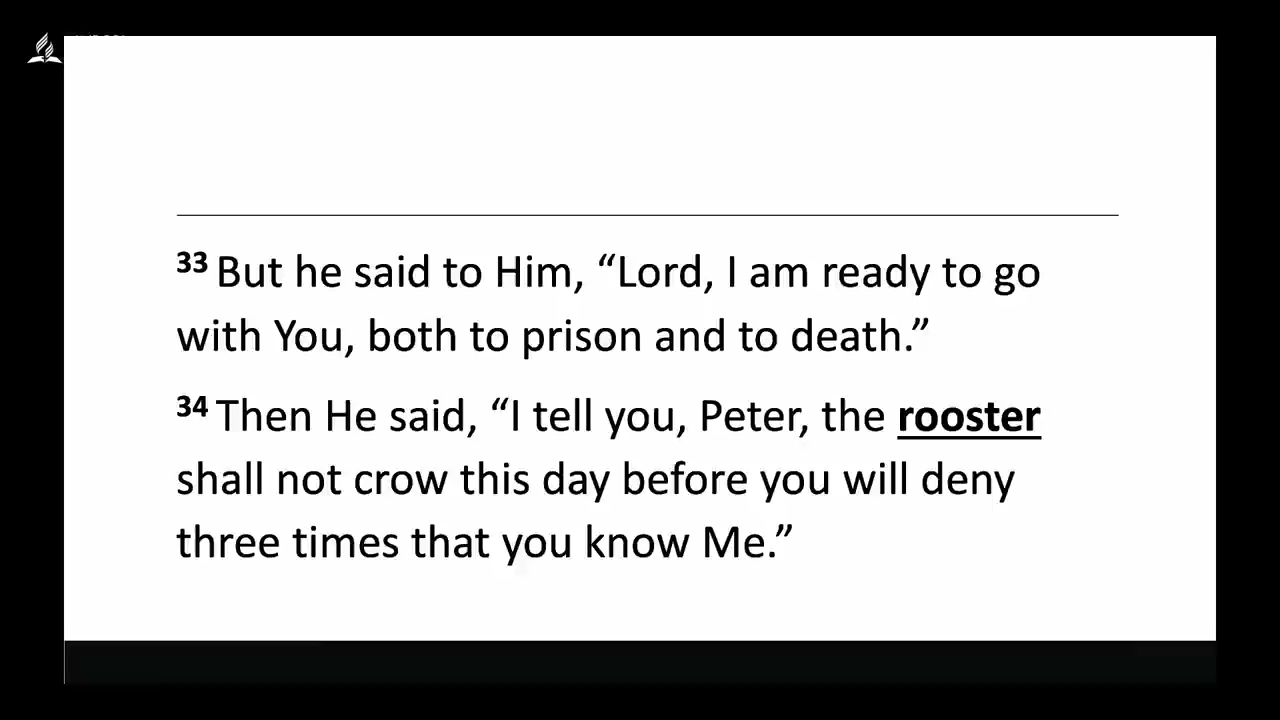 33 But he said to Him, “Lord, I am ready to go
with You, both to prison and to death.”
34 Then He said, “I tell you, Peter, the rooster
shall not crow this day before you will deny
three times that you know Me.”